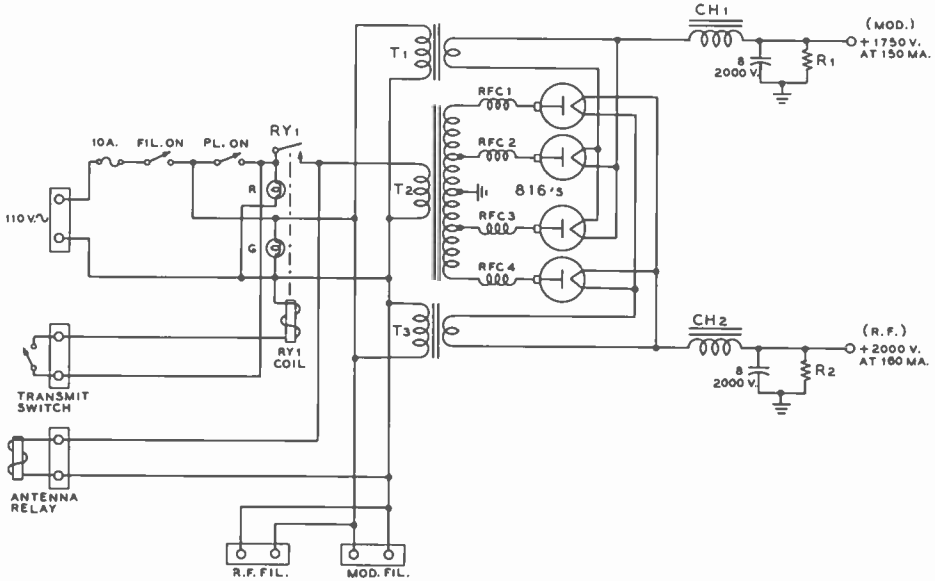 CH1
(MOD.)
+1750 V.
AT 150 MA.
T1
8
2000 V.
R1
RFC 1
10A.
FIL. ON
PL. ON
RY1
RFC 2
R
T2
816'S
110 V.~
G
RFC 3
RFC 4
T3
RY1
COIL
CH2
(R.F.)
+2000 V.
AT 160 MA.
8
2000 V.
R2
TRANSMIT
SWITCH
ANTENNA
RELAY
R.F. FIL.
MOD. FIL.